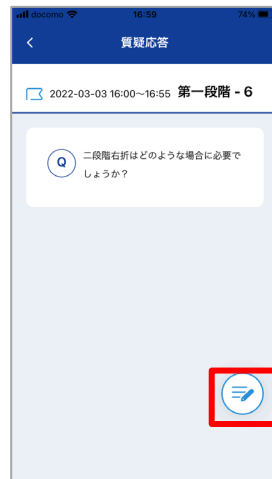 docomo 16:59 74%
質疑応答
2022-03-03 16:00~16:55 第一段階 - 6
Q 二段階右折はどのような場合に必要で
しょうか?